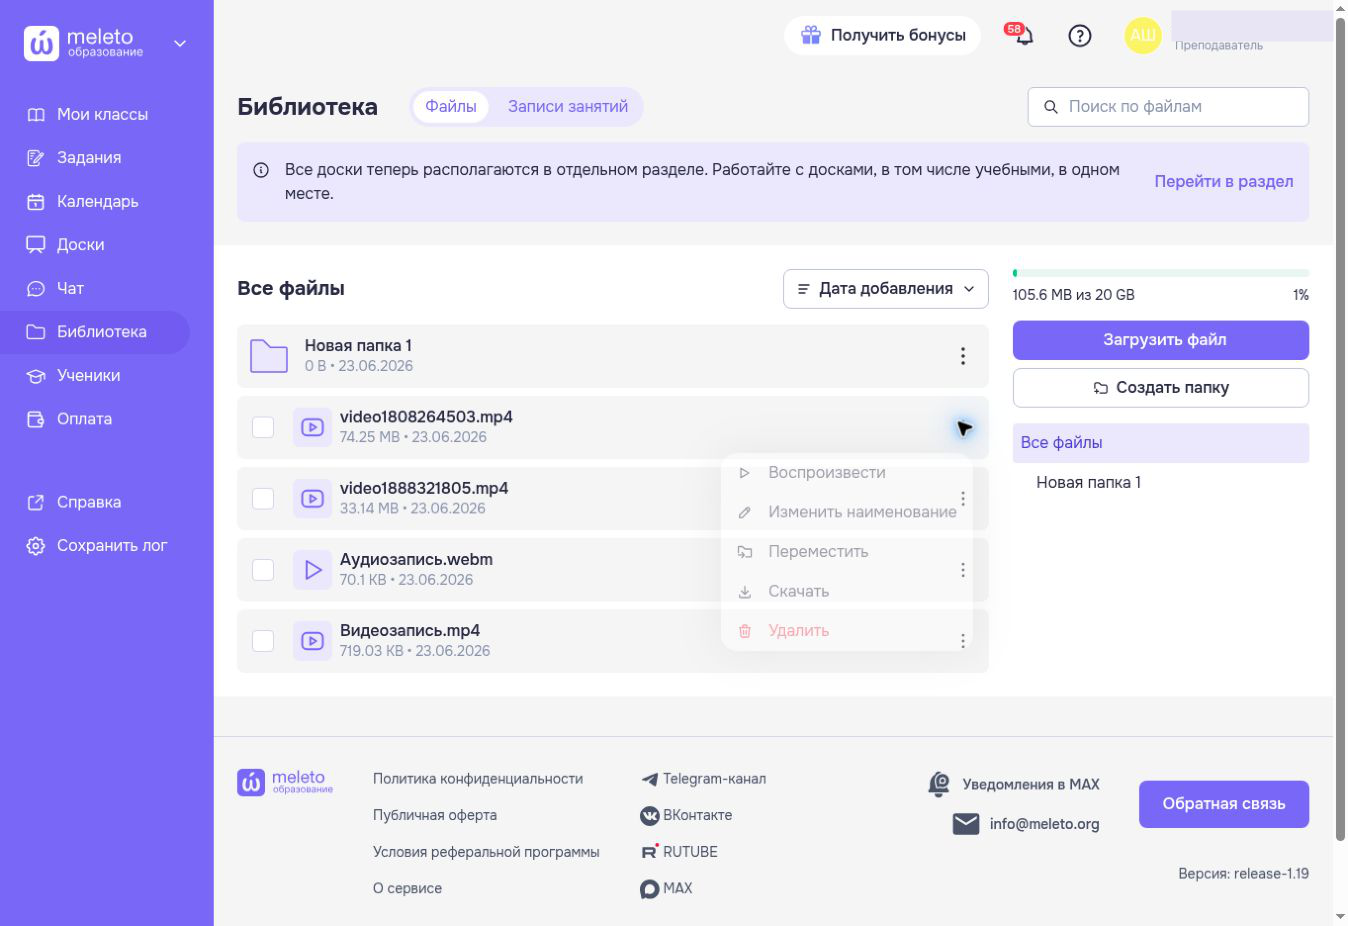 meleto
образование
Мои классы
Задания
Календарь
Доски
Чат
Библиотека
Ученики
Оплата
Справка
Сохранить лог
Получить бонусы
58
АШ
Преподаватель
Библиотека
Файлы
Записи занятий
Поиск по файлам
Все доски теперь располагаются в отдельном разделе. Работайте с досками, в том числе учебными, в одном
месте.
Перейти в раздел
Все файлы
Дата добавления
Новая папка 1
0 B • 23.06.2026
video1808264503.mp4
74.25 MB • 23.06.2026
video1888321805.mp4
33.14 MB • 23.06.2026
Аудиозапись.webm
70.1 KB • 23.06.2026
Видеозапись.mp4
719.03 KB • 23.06.2026
Воспроизвести
Изменить наименование
Переместить
Скачать
Удалить
105.6 MB из 20 GB
1%
Загрузить файл
Создать папку
Все файлы
Новая папка 1
meleto
образование
Политика конфиденциальности
Публичная оферта
Условия реферальной программы
О сервисе
Telegram-канал
ВКонтакте
RUTUBE
MAX
Уведомления в MAX
info@meleto.org
Обратная связь
Версия: release-1.19